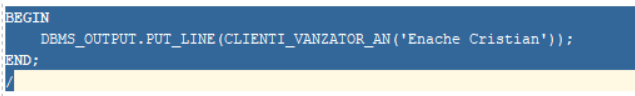 BEGIN
    DBMS_OUTPUT.PUT_LINE(CLIENTI_VANZATOR_AN('Enache Cristian'));
END;
/